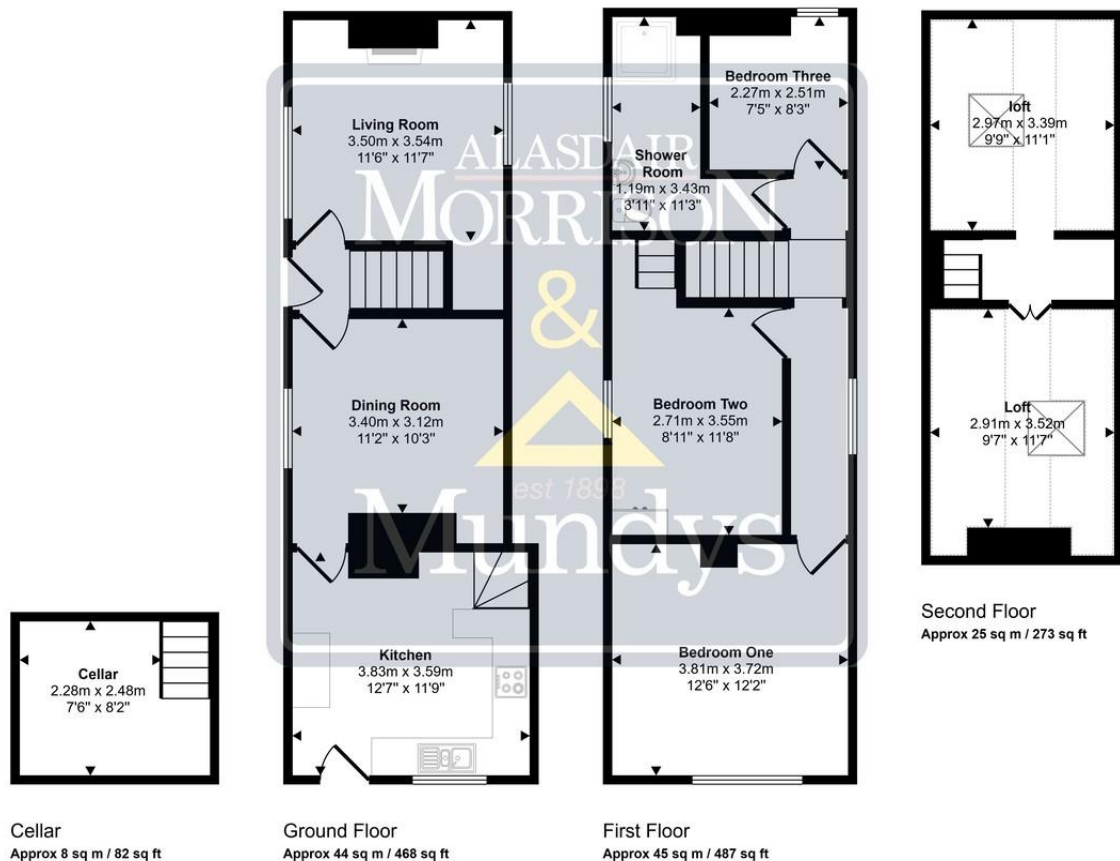 Living Room
3.50m x 3.54m
11'6" x 11'7"
Dining Room
3.40m x 3.12m
11'2" x 10'3"
Kitchen
3.83m x 3.59m
12'7" x 11'9"
Cellar
2.28m x 2.48m
7'6" x 8'2"
Bedroom Three
2.27m x 2.51m
7'5" x 8'3"
Shower
Room
1.19m x 3.43m
3'11" x 11'3"
Bedroom Two
2.71m x 3.55m
8'11" x 11'8"
Bedroom One
3.81m x 3.72m
12'6" x 12'2"
loft
2.97m x 3.39m
9'9" x 11'1"
Loft
2.91m x 3.52m
9'7" x 11'7"
ALASDAIR
MORRISON
&
est 1898
Mundys
Cellar
Approx 8 sq m / 82 sq ft
Ground Floor
Approx 44 sq m / 468 sq ft
First Floor
Approx 45 sq m / 487 sq ft
Second Floor
Approx 25 sq m / 273 sq ft